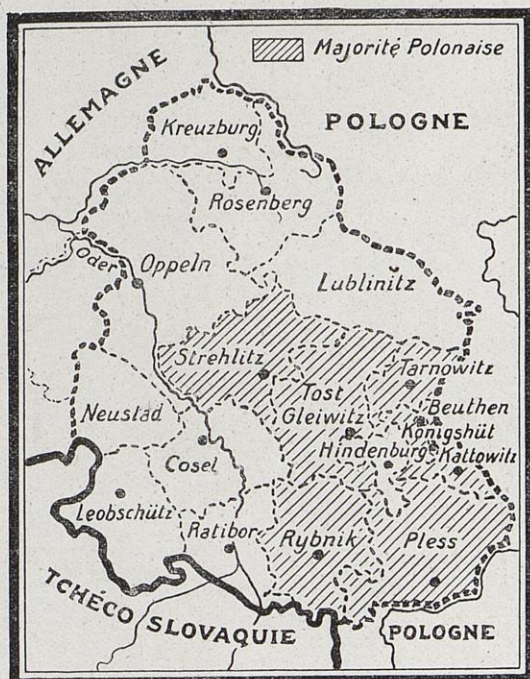 Majorité Polonaise
ALLEMAGNE
POLOGNE
Kreuzburg
Rosenberg
Oder
Oppeln
Lublinitz
Strehlitz
Tarnowitz
Tost
Gleiwitz
Beuthen
Königshüt
Neustad
Hindenburg
Kattowitz
Cosel
Leobschütz
Ratibor
Rybnik
Pless
TCHÉCO SLOVAQUIE
POLOGNE